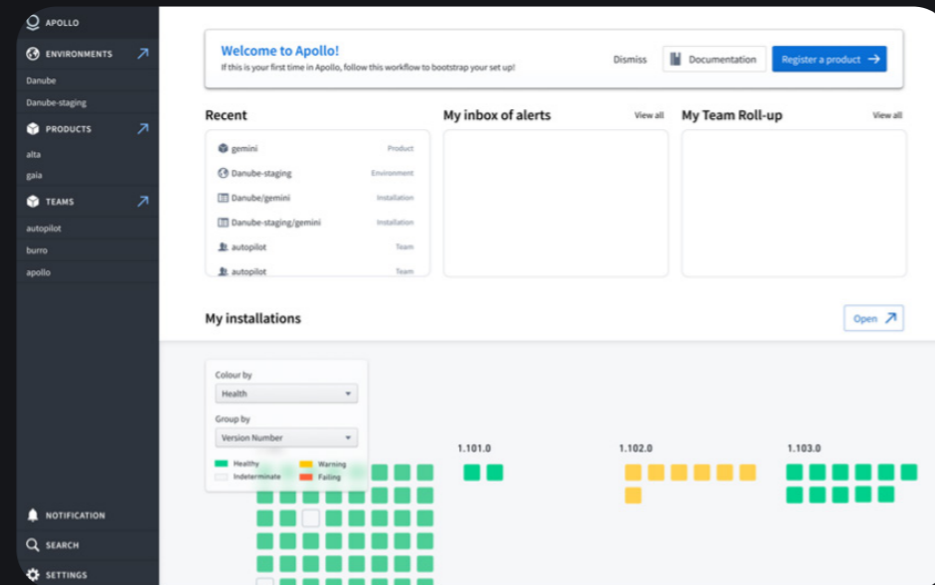 APOLLO
ENVIRONMENTS
Danube
Danube-staging
PRODUCTS
alta
gaia
TEAMS
autopilot
burro
apollo
NOTIFICATION
SEARCH
SETTINGS
Welcome to Apollo!
If this is your first time in Apollo, follow this workflow to bootstrap your set up!
Dismiss
Documentation
Register a product
Recent
gemini Product
Danube-staging Environment
Danube/gemini Installation
Danube-staging/gemini Installation
autopilot Team
autopilot Team
My inbox of alerts View all
My Team Roll-up View all
My installations
Open
Colour by
Health
Group by
Version Number
Healthy Warning
Indeterminate Failing
1.101.0
1.102.0
1.103.0